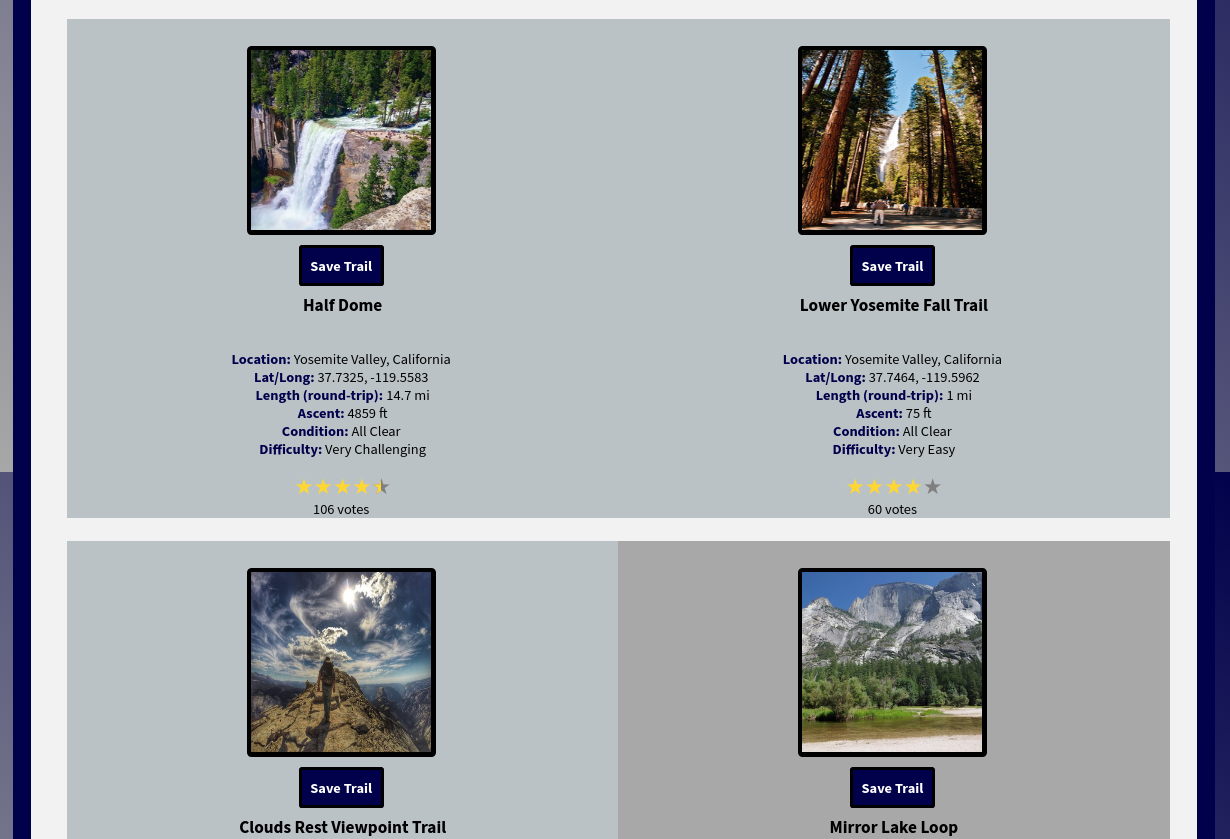 Save Trail
Half Dome
Location: Yosemite Valley, California
Lat/Long: 37.7325, -119.5583
Length (round-trip): 14.7 mi
Ascent: 4859 ft
Condition: All Clear
Difficulty: Very Challenging
106 votes
Save Trail
Lower Yosemite Fall Trail
Location: Yosemite Valley, California
Lat/Long: 37.7464, -119.5962
Length (round-trip): 1 mi
Ascent: 75 ft
Condition: All Clear
Difficulty: Very Easy
60 votes
Save Trail
Clouds Rest Viewpoint Trail
Save Trail
Mirror Lake Loop